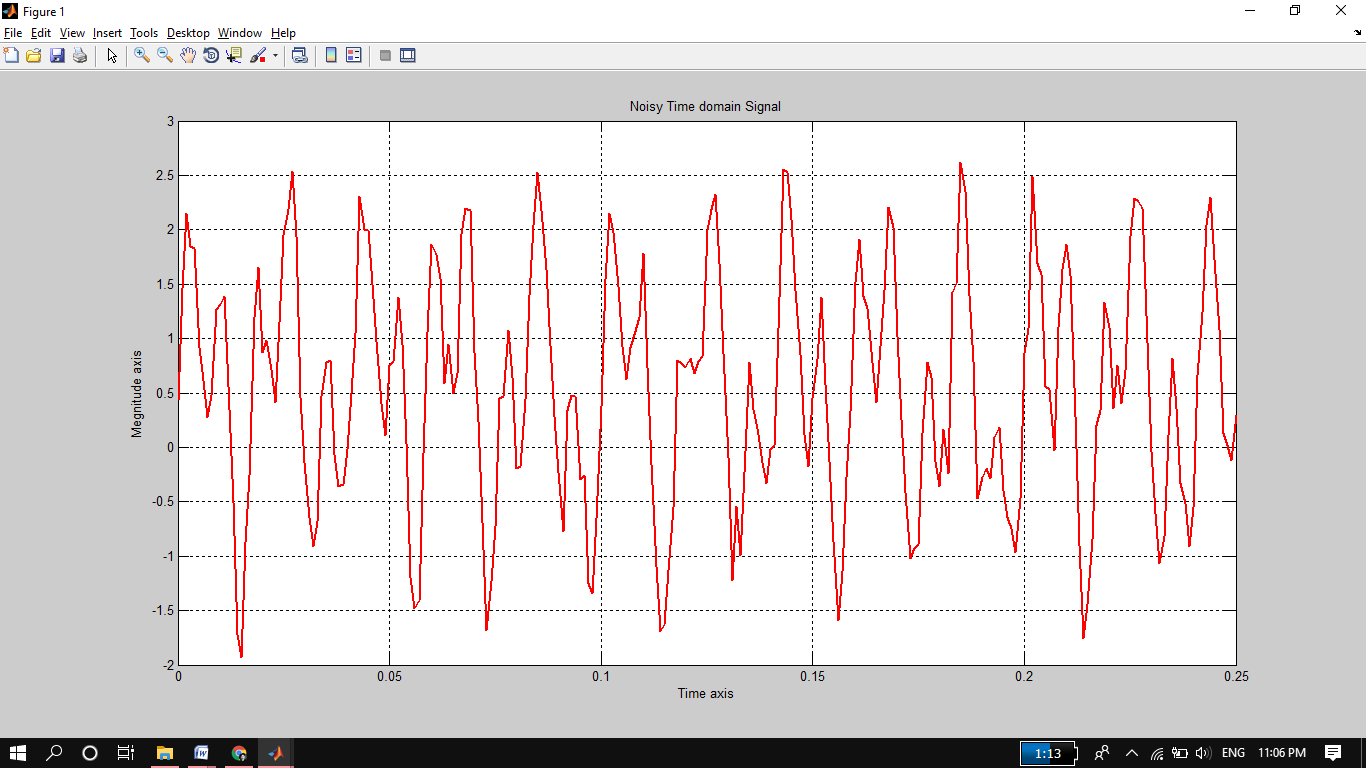 Figure 1
File Edit View Insert Tools Desktop Window Help
Noisy Time domain Signal
3
2.5
2
1.5
1
0.5
0
-0.5
-1
-1.5
-2
Megnitude axis
0 0.05 0.1 0.15 0.2 0.25
Time axis
1:13 ENG 11:06 PM